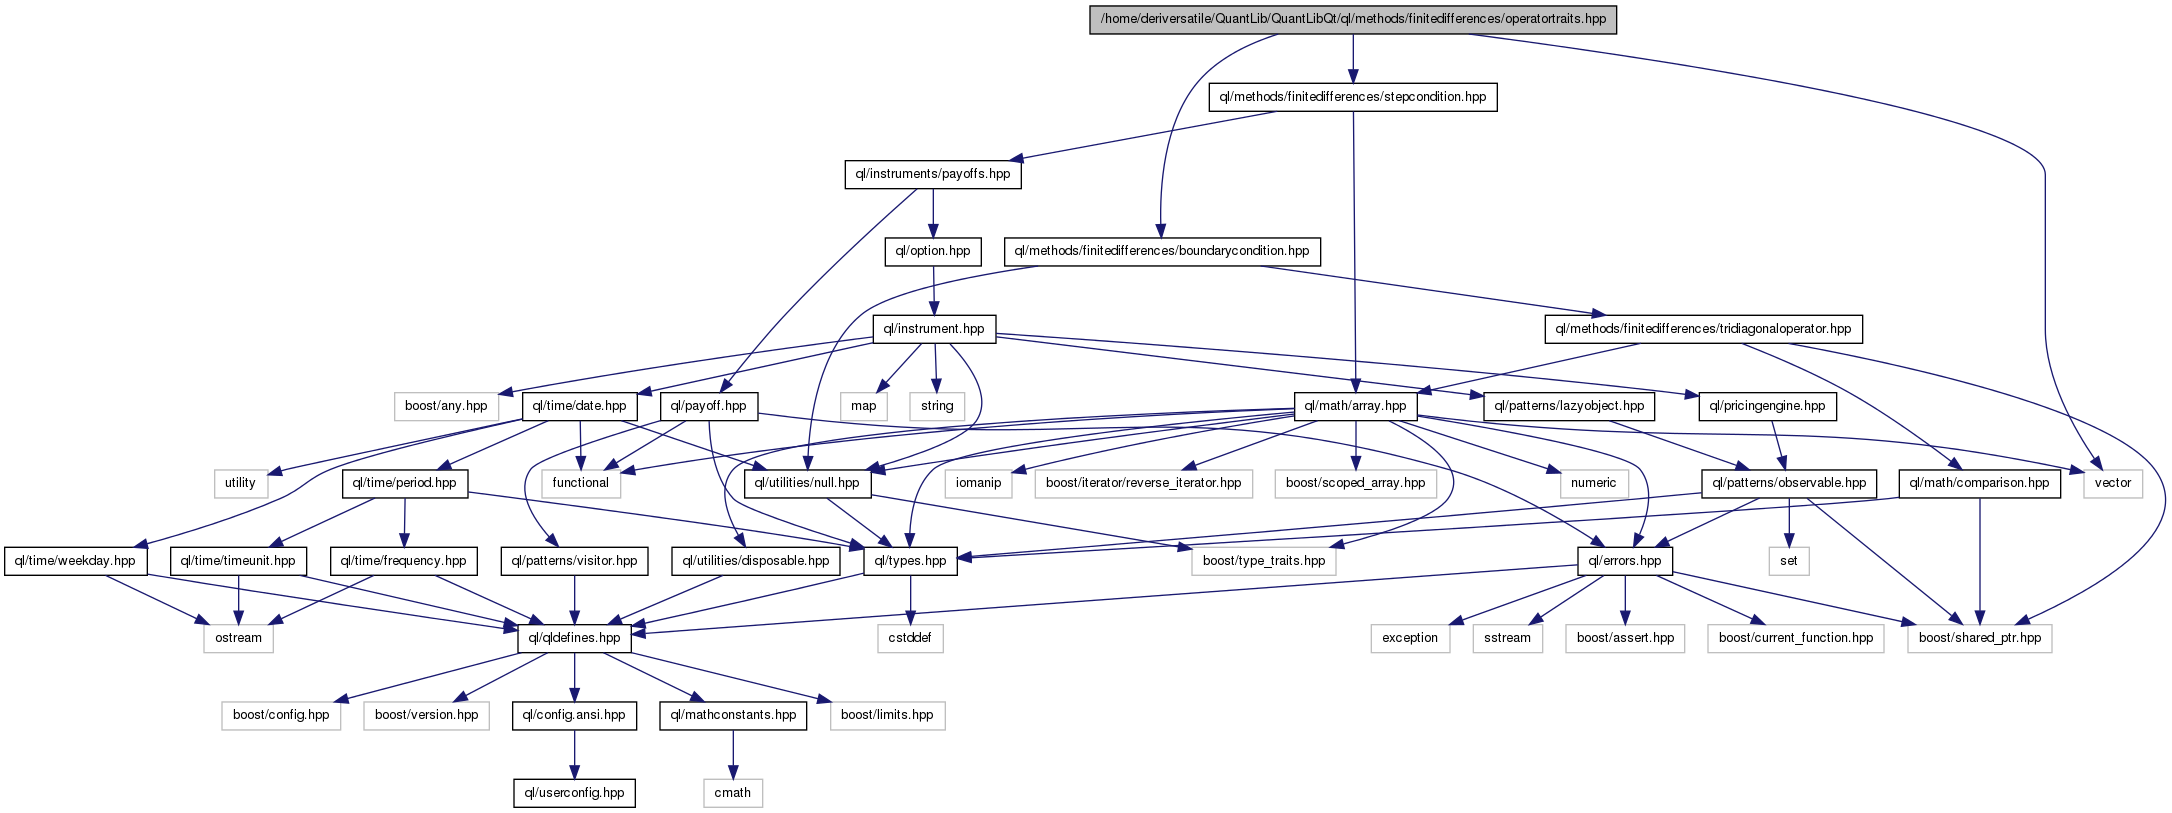 /home/deriversatile/QuantLib/QuantLibQt/ql/methods/finitedifferences/operatortraits.hpp
ql/methods/finitedifferences/stepcondition.hpp
ql/instruments/payoffs.hpp
ql/option.hpp
ql/methods/finitedifferences/boundarycondition.hpp
ql/instrument.hpp
ql/methods/finitedifferences/tridiagonaloperator.hpp
boost/any.hpp
ql/time/date.hpp
ql/payoff.hpp
map
string
ql/math/array.hpp
ql/patterns/lazyobject.hpp
ql/pricingengine.hpp
utility
ql/time/period.hpp
functional
ql/utilities/null.hpp
iomanip
boost/iterator/reverse_iterator.hpp
boost/scoped_array.hpp
numeric
ql/patterns/observable.hpp
ql/math/comparison.hpp
vector
ql/time/weekday.hpp
ql/time/timeunit.hpp
ql/time/frequency.hpp
ql/patterns/visitor.hpp
ql/utilities/disposable.hpp
ql/types.hpp
boost/type_traits.hpp
ql/errors.hpp
set
ostream
ql/qldefines.hpp
cstddef
exception
sstream
boost/assert.hpp
boost/current_function.hpp
boost/shared_ptr.hpp
boost/config.hpp
boost/version.hpp
ql/config.ansi.hpp
ql/mathconstants.hpp
boost/limits.hpp
ql/userconfig.hpp
cmath